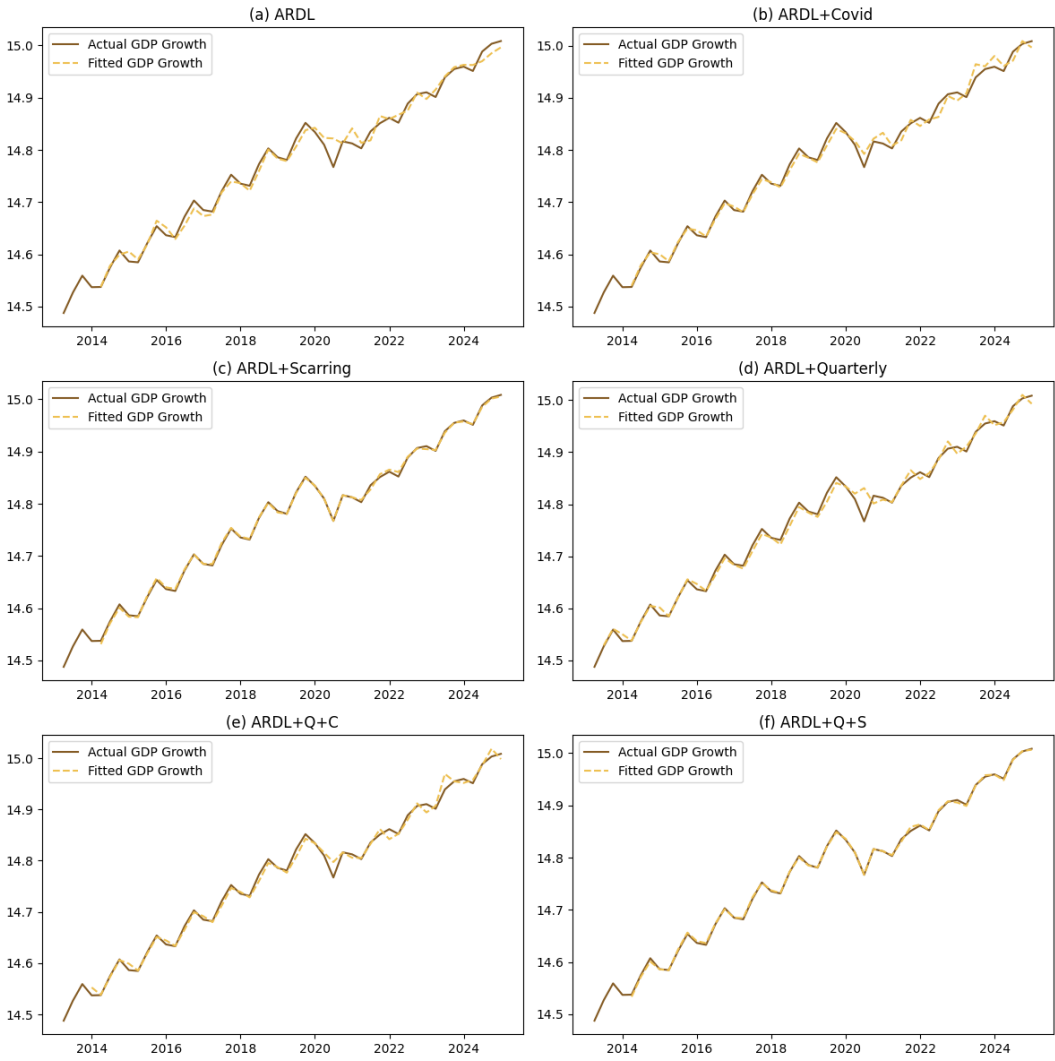 (a) ARDL
Actual GDP Growth
Fitted GDP Growth
15.0
14.9
14.8
14.7
14.6
14.5
2014 2016 2018 2020 2022 2024
(b) ARDL+Covid
Actual GDP Growth
Fitted GDP Growth
15.0
14.9
14.8
14.7
14.6
14.5
2014 2016 2018 2020 2022 2024
(c) ARDL+Scarring
Actual GDP Growth
Fitted GDP Growth
15.0
14.9
14.8
14.7
14.6
14.5
2014 2016 2018 2020 2022 2024
(d) ARDL+Quarterly
Actual GDP Growth
Fitted GDP Growth
15.0
14.9
14.8
14.7
14.6
14.5
2014 2016 2018 2020 2022 2024
(e) ARDL+Q+C
Actual GDP Growth
Fitted GDP Growth
15.0
14.9
14.8
14.7
14.6
14.5
2014 2016 2018 2020 2022 2024
(f) ARDL+Q+S
Actual GDP Growth
Fitted GDP Growth
15.0
14.9
14.8
14.7
14.6
14.5
2014 2016 2018 2020 2022 2024